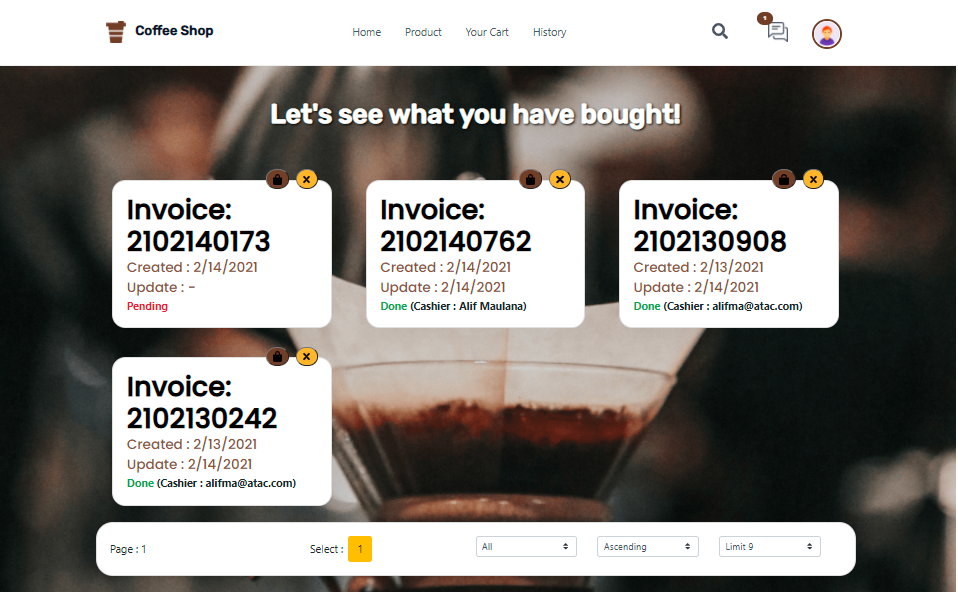 Coffee Shop
Home
Product
Your Cart
History
1
Let's see what you have bought!
Invoice:
2102140173
Created : 2/14/2021
Update : -
Pending
Invoice:
2102140762
Created : 2/14/2021
Update : 2/14/2021
Done (Cashier : Alif Maulana)
Invoice:
2102130908
Created : 2/13/2021
Update : 2/14/2021
Done (Cashier : alifma@atac.com)
Invoice:
2102130242
Created : 2/13/2021
Update : 2/14/2021
Done (Cashier : alifma@atac.com)
Page : 1
Select :
1
All
Ascending
Limit 9